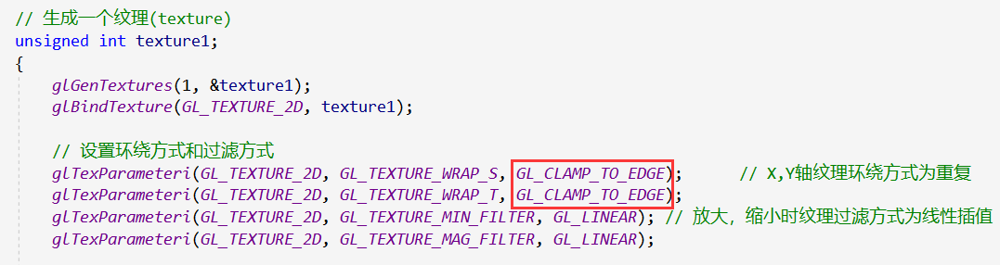 // 生成一个纹理(texture)
unsigned int texture1;
{
glGenTextures(1, &texture1);
glBindTexture(GL_TEXTURE_2D, texture1);
// 设置环绕方式和过滤方式
glTexParameteri(GL_TEXTURE_2D, GL_TEXTURE_WRAP_S, GL_CLAMP_TO_EDGE); // X,Y轴纹理环绕方式为重复
glTexParameteri(GL_TEXTURE_2D, GL_TEXTURE_WRAP_T, GL_CLAMP_TO_EDGE);
glTexParameteri(GL_TEXTURE_2D, GL_TEXTURE_MIN_FILTER, GL_LINEAR); // 放大，缩小时纹理过滤方式为线性插值
glTexParameteri(GL_TEXTURE_2D, GL_TEXTURE_MAG_FILTER, GL_LINEAR);